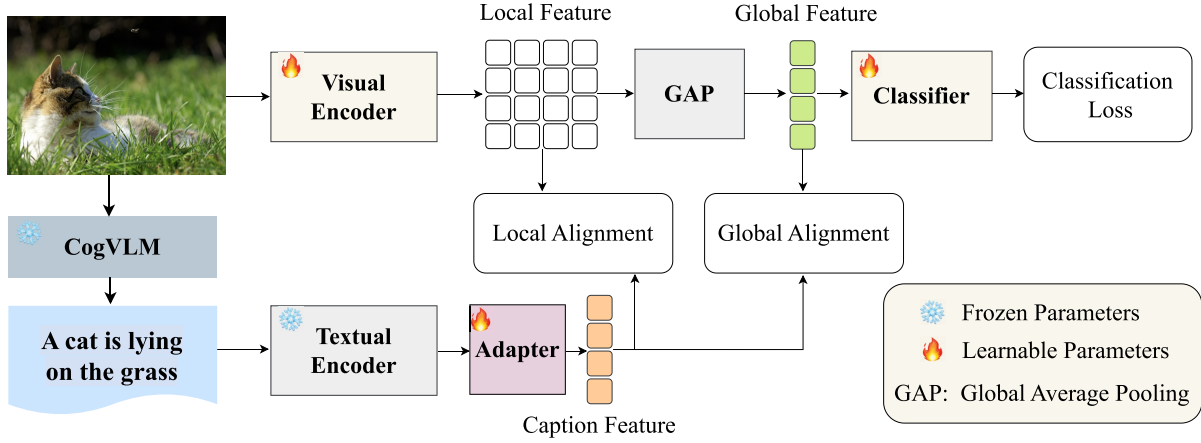 Local Feature
Global Feature
Visual
Encoder
GAP
Classifier
Classification
Loss
CogVLM
Local Alignment
Global Alignment
A cat is lying
on the grass
Textual
Encoder
Adapter
Caption Feature
Frozen Parameters
Learnable Parameters
GAP: Global Average Pooling